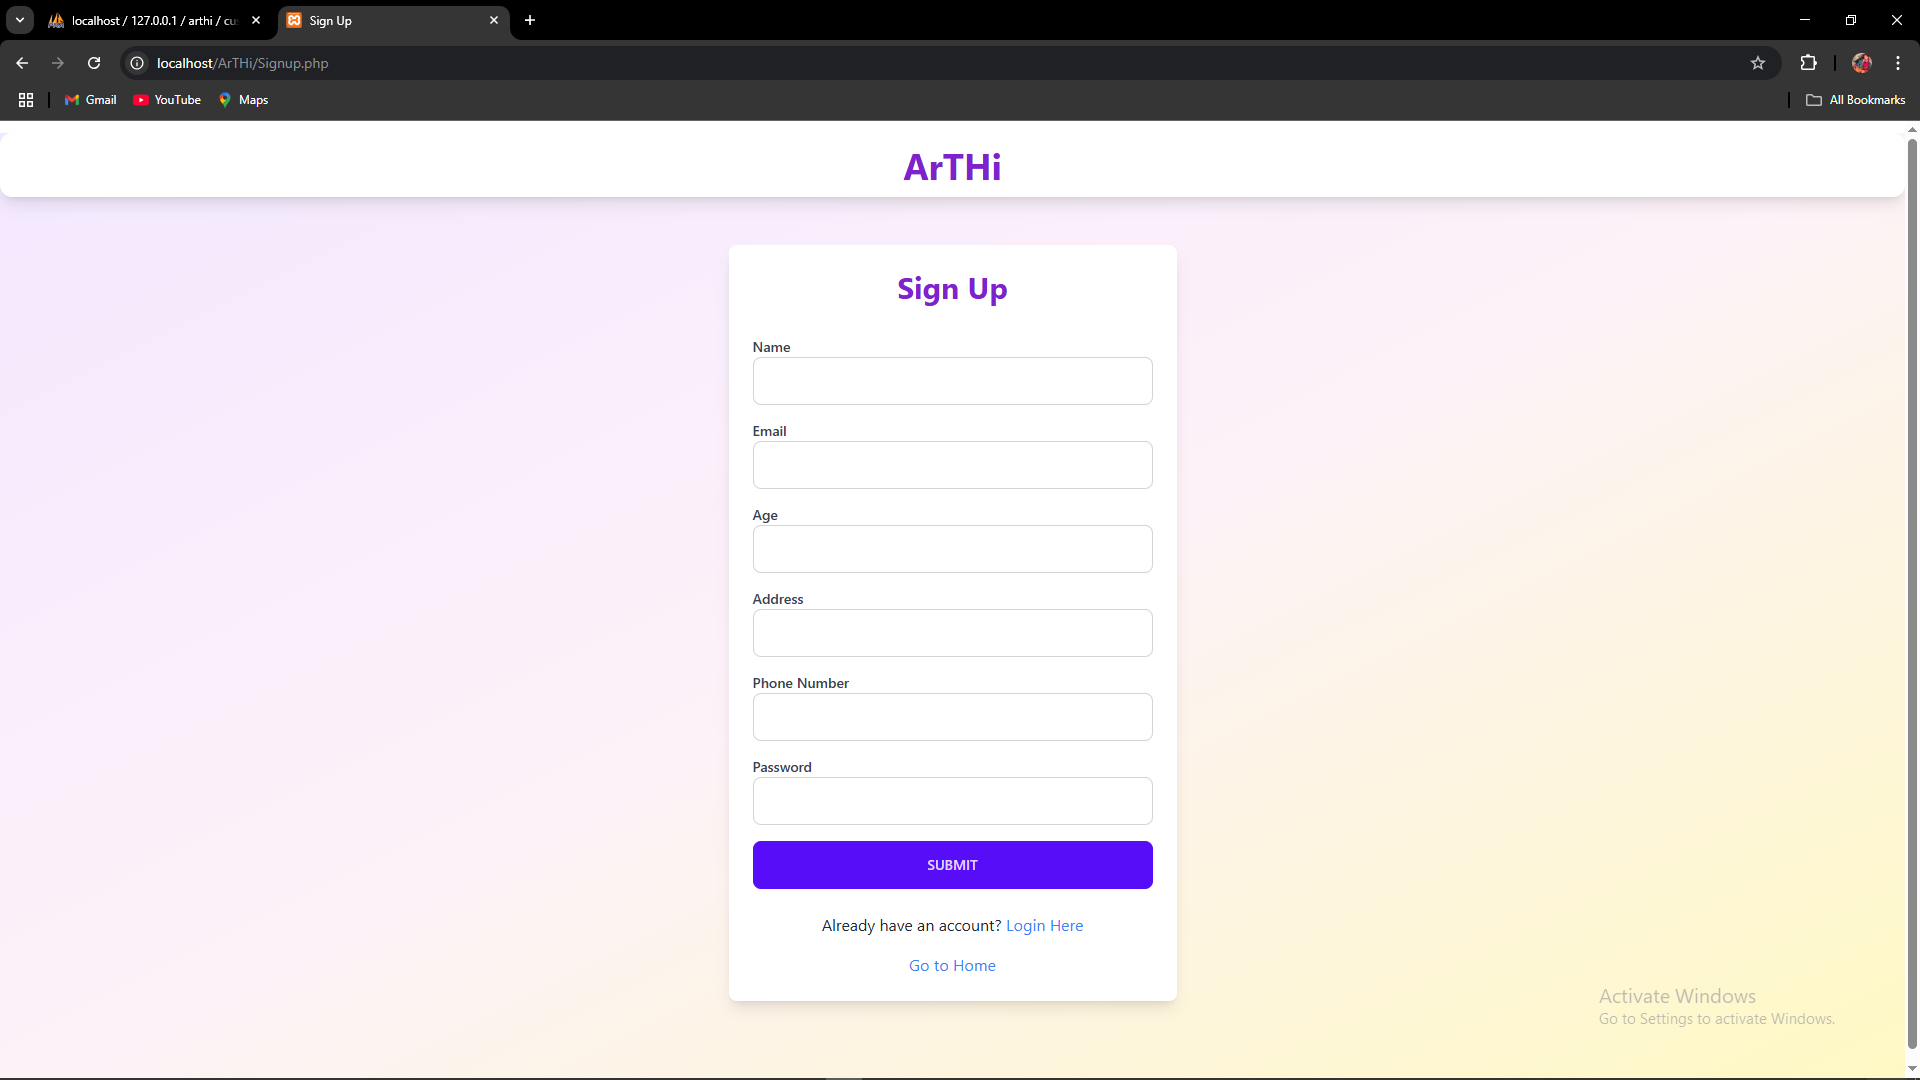 localhost / 127.0.0.1 / arthi / cu
Sign Up
localhost/ArTHi/Signup.php
Gmail
YouTube
Maps
All Bookmarks
ArTHi
Sign Up
Name
Email
Age
Address
Phone Number
Password
SUBMIT
Already have an account? Login Here
Go to Home
Activate Windows
Go to Settings to activate Windows.